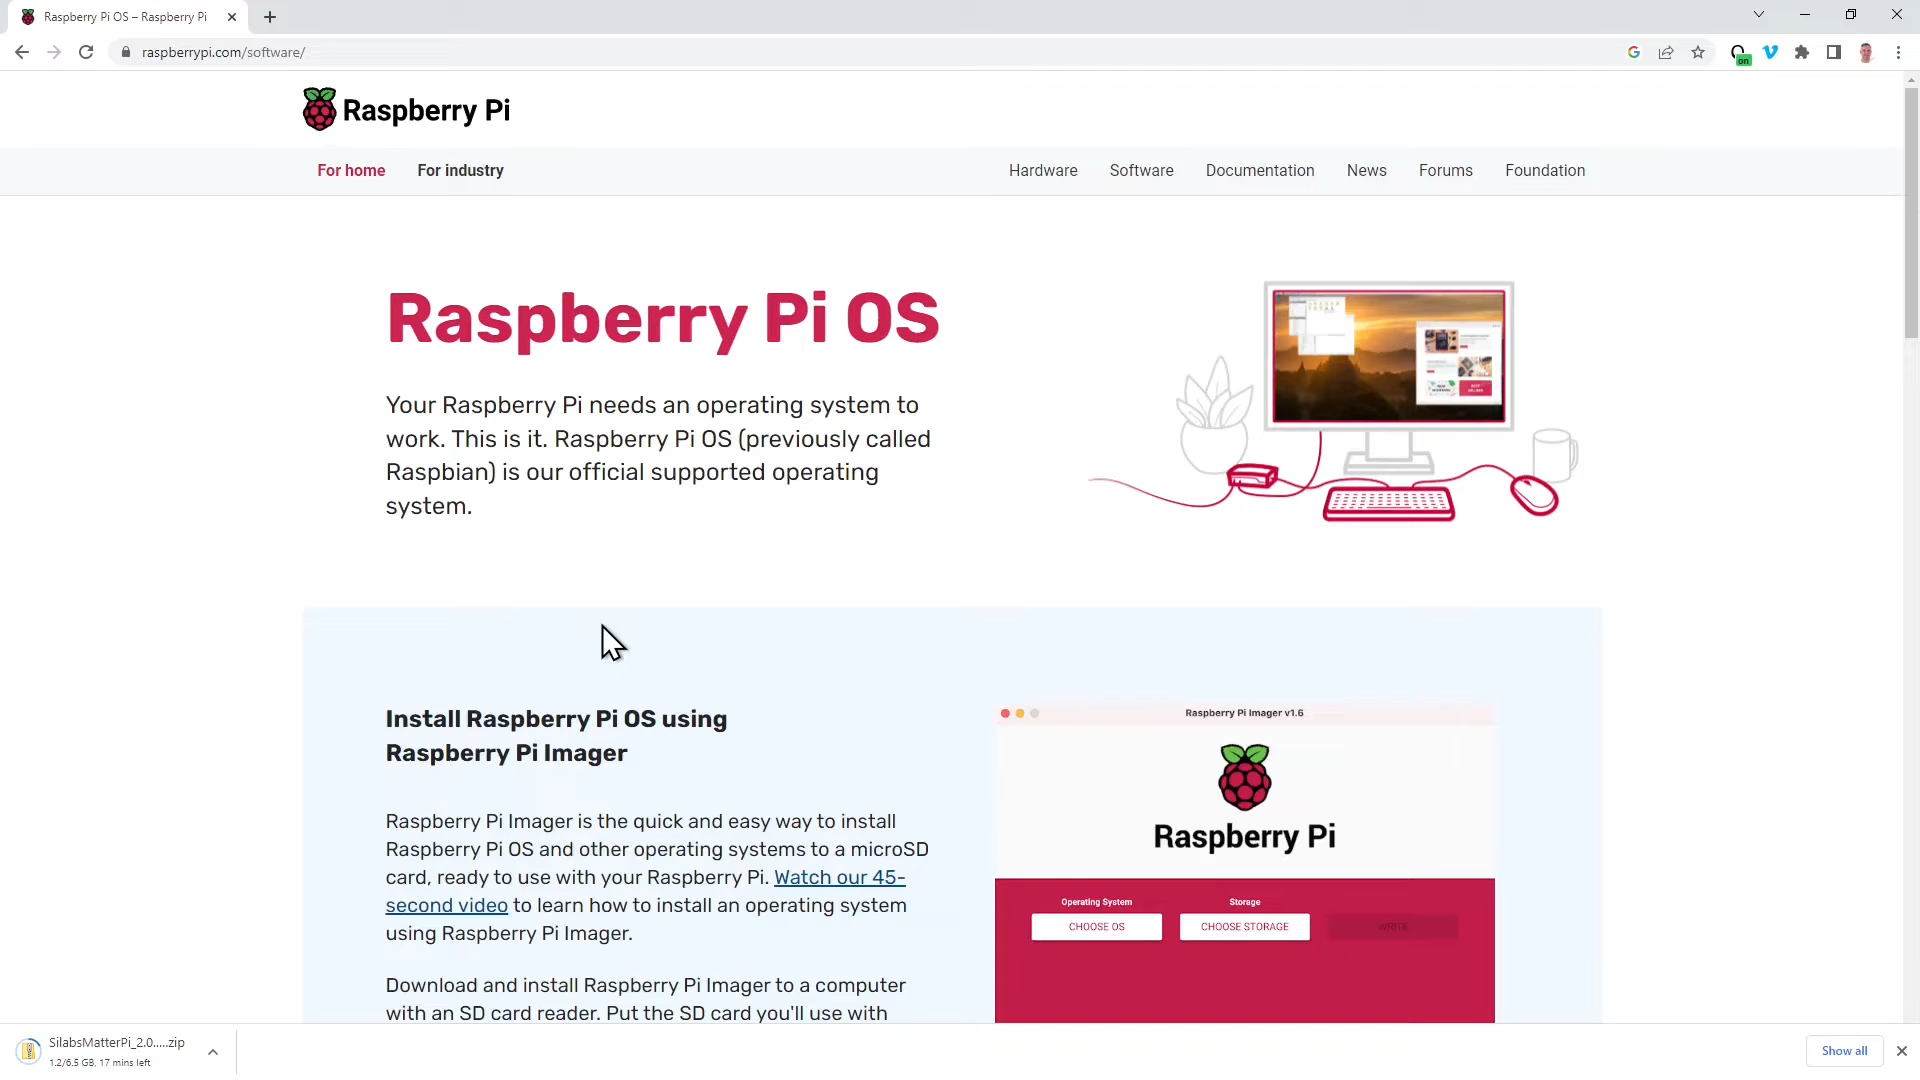 Raspberry Pi OS – Raspberry Pi
raspberrypi.com/software/
on
Raspberry Pi
For home
For industry
Hardware
Software
Documentation
News
Forums
Foundation
Raspberry Pi OS
Your Raspberry Pi needs an operating system to
work. This is it. Raspberry Pi OS (previously called
Raspbian) is our official supported operating
system.
Install Raspberry Pi OS using
Raspberry Pi Imager
Raspberry Pi Imager is the quick and easy way to install
Raspberry Pi OS and other operating systems to a microSD
card, ready to use with your Raspberry Pi. Watch our 45-
second video to learn how to install an operating system
using Raspberry Pi Imager.
Download and install Raspberry Pi Imager to a computer
with an SD card reader. Put the SD card you'll use with
Raspberry Pi Imager v1.6
Raspberry Pi
Operating System
Storage
CHOOSE OS
CHOOSE STORAGE
WRITE
SilabsMatterPi_2.0.....zip
1.2/6.5 GB, 17 mins left
Show all